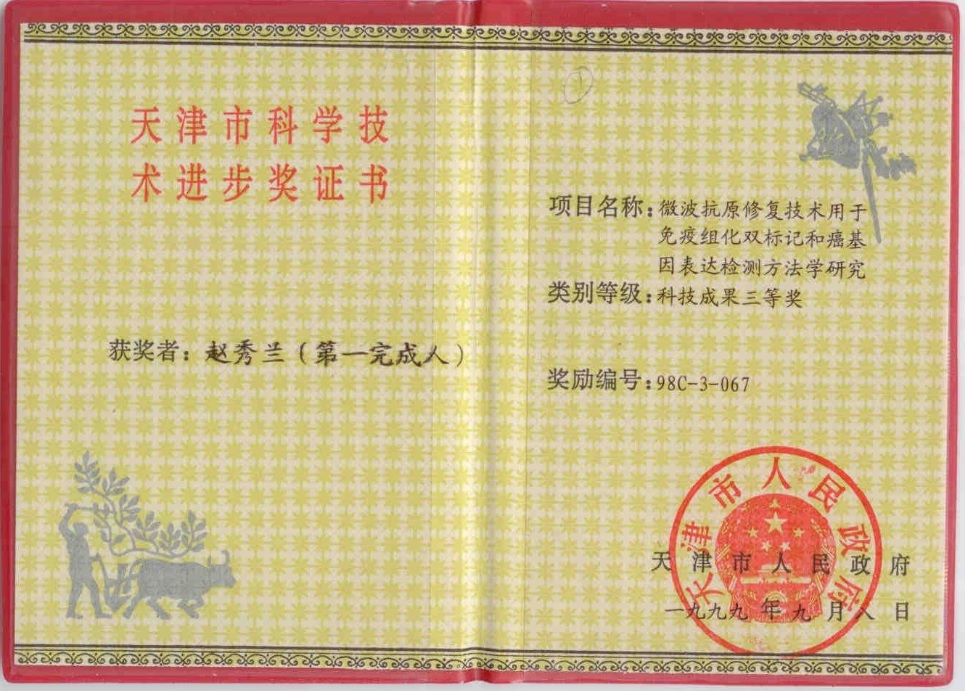 天津市科学技
术进步奖证书
获奖者：赵秀兰（第一完成人）
项目名称：微波抗原修复技术用于
免疫组化双标记和癌基
因表达检测方法学研究
类别等级：科技成果三等奖
奖励编号：98C-3-067
天津市人民政府
天津市人民政府
一九九九年九月八日